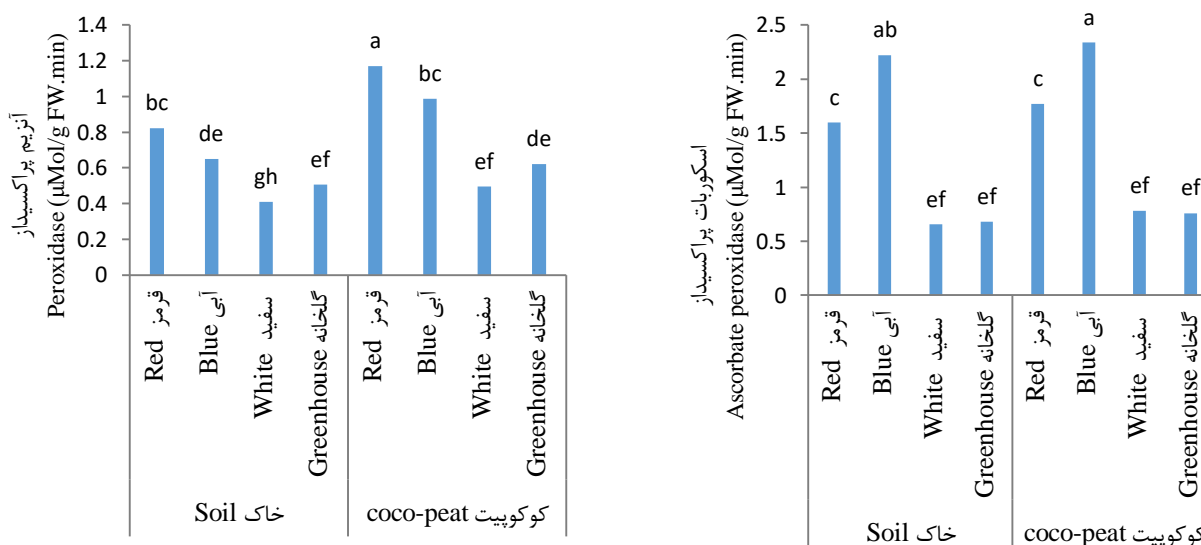 آنزیم پراکسیداز
Peroxidase (µMol/g FW.min)
1.4
1.2
1
0.8
0.6
0.4
0.2
0
bc
de
gh
ef
a
bc
ef
de
Red قرمز
Blue آبی
White سفید
Greenhouse گلخانه
Red قرمز
Blue آبی
White سفید
Greenhouse گلخانه
Soil خاک
coco-peat کوکوپیت
اسکوربات پراکسیداز
Ascorbate peroxidase (µMol/g FW.min)
2.5
2
1.5
1
0.5
0
c
ab
ef
ef
c
a
ef
ef
Red قرمز
Blue آبی
White سفید
Greenhouse گلخانه
Red قرمز
Blue آبی
White سفید
Greenhouse گلخانه
Soil خاک
coco-peat کوکوپیت